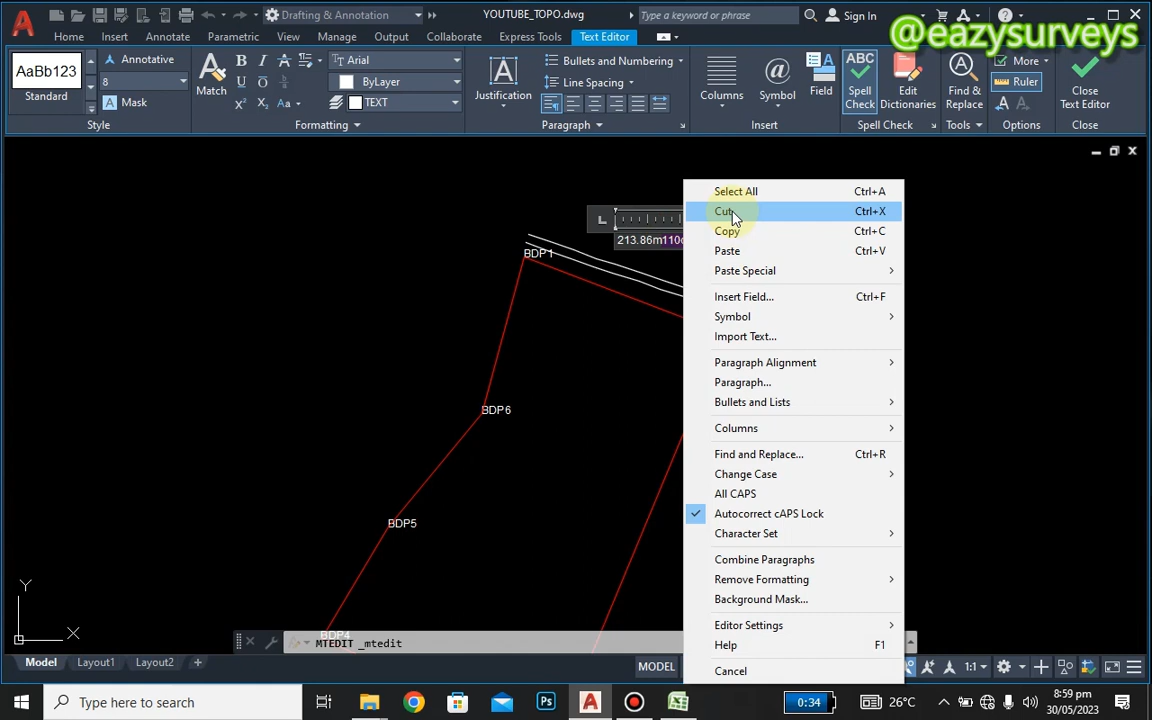 Drafting & Annotation
YOUTUBE_TOPO.dwg
Type a keyword or phrase
Sign In
@eazysurveys
Home
Insert
Annotate
Parametric
View
Manage
Output
Collaborate
Express Tools
Text Editor
AaBb123
Standard
Annotative
8
Mask
Style
Match
Arial
ByLayer
TEXT
Formatting
Justification
Bullets and Numbering
Line Spacing
Paragraph
Columns
Symbol
Field
Insert
ABC
Spell
Check
Edit
Dictionaries
Spell Check
Find &
Replace
Tools
More
Ruler
Options
Close
Text Editor
Close
213.86m110
BDP1
BDP6
BDP5
BDP4
Select All Ctrl+A
Cut Ctrl+X
Copy Ctrl+C
Paste Ctrl+V
Paste Special
Insert Field... Ctrl+F
Symbol
Import Text...
Paragraph Alignment
Paragraph...
Bullets and Lists
Columns
Find and Replace... Ctrl+R
Change Case
All CAPS
Autocorrect cAPS Lock
Character Set
Combine Paragraphs
Remove Formatting
Background Mask...
Editor Settings
Help F1
Cancel
Y
X
MTEDIT _mtedit
Model
Layout1
Layout2
MODEL
1:1
Type here to search
0:34
26°C
8:59 pm
30/05/2023